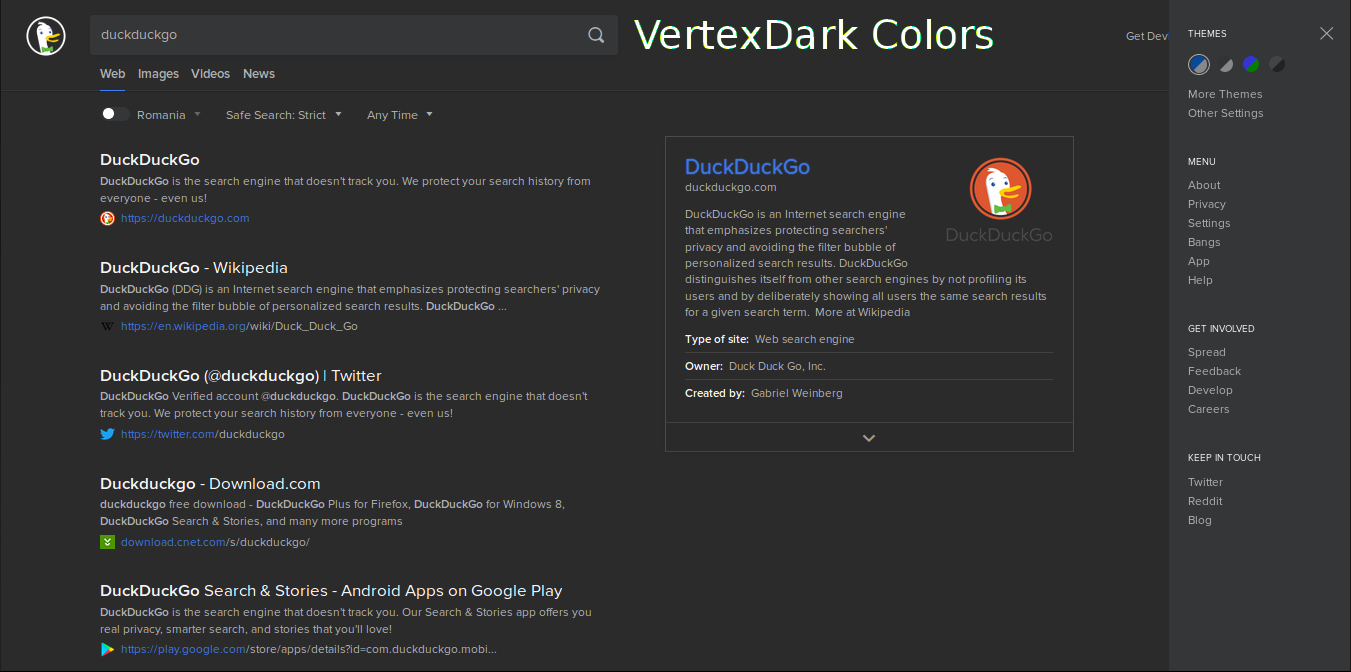 duckduckgo
VertexDark Colors
Get Dev
Web Images Videos News
Romania Safe Search: Strict Any Time
DuckDuckGo
DuckDuckGo is the search engine that doesn't track you. We protect your search history from
everyone - even us!
https://duckduckgo.com
DuckDuckGo - Wikipedia
DuckDuckGo (DDG) is an Internet search engine that emphasizes protecting searchers' privacy
and avoiding the filter bubble of personalized search results. DuckDuckGo ...
W https://en.wikipedia.org/wiki/Duck_Duck_Go
DuckDuckGo (@duckduckgo) | Twitter
DuckDuckGo Verified account @duckduckgo. DuckDuckGo is the search engine that doesn't
track you. We protect your search history from everyone - even us!
https://twitter.com/duckduckgo
Duckduckgo - Download.com
duckduckgo free download - DuckDuckGo Plus for Firefox, DuckDuckGo for Windows 8,
DuckDuckGo Search & Stories, and many more programs
download.cnet.com/s/duckduckgo/
DuckDuckGo Search & Stories - Android Apps on Google Play
DuckDuckGo is the search engine that doesn't track you. Our Search & Stories app offers you
real privacy, smarter search, and stories that you'll love!
https://play.google.com/store/apps/details?id=com.duckduckgo.mobi...
DuckDuckGo
duckduckgo.com
DuckDuckGo
DuckDuckGo is an Internet search engine
that emphasizes protecting searchers'
privacy and avoiding the filter bubble of
personalized search results. DuckDuckGo
distinguishes itself from other search engines by not profiling its
users and by deliberately showing all users the same search results
for a given search term. More at Wikipedia
Type of site: Web search engine
Owner: Duck Duck Go, Inc.
Created by: Gabriel Weinberg
THEMES
More Themes
Other Settings
MENU
About
Privacy
Settings
Bangs
App
Help
GET INVOLVED
Spread
Feedback
Develop
Careers
KEEP IN TOUCH
Twitter
Reddit
Blog